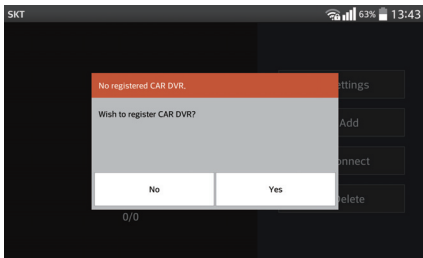 SKT 63% 13:43
No registered CAR DVR,
ettings
Wish to register CAR DVR?
Add
onnect
No Yes
elete
0/0